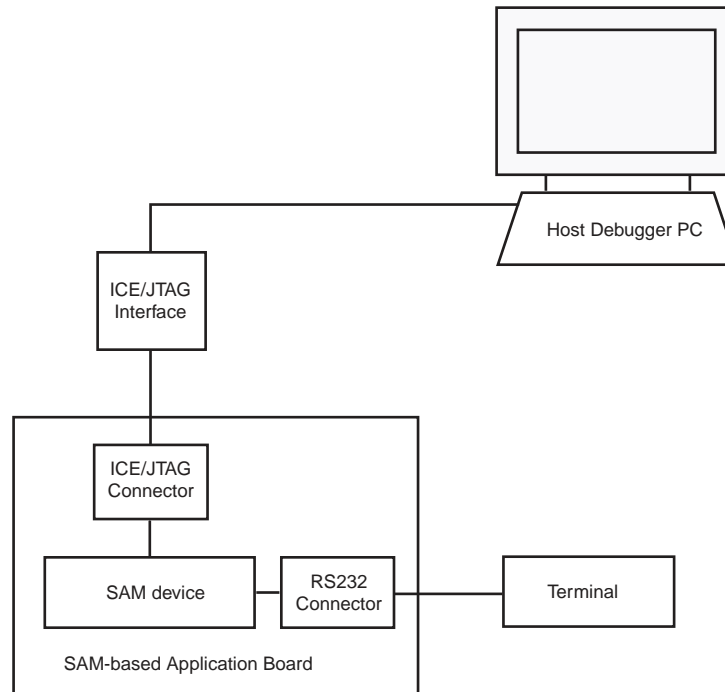 Host Debugger PC
ICE/JTAG
Interface
ICE/JTAG
Connector
SAM device
RS232
Connector
Terminal
SAM-based Application Board